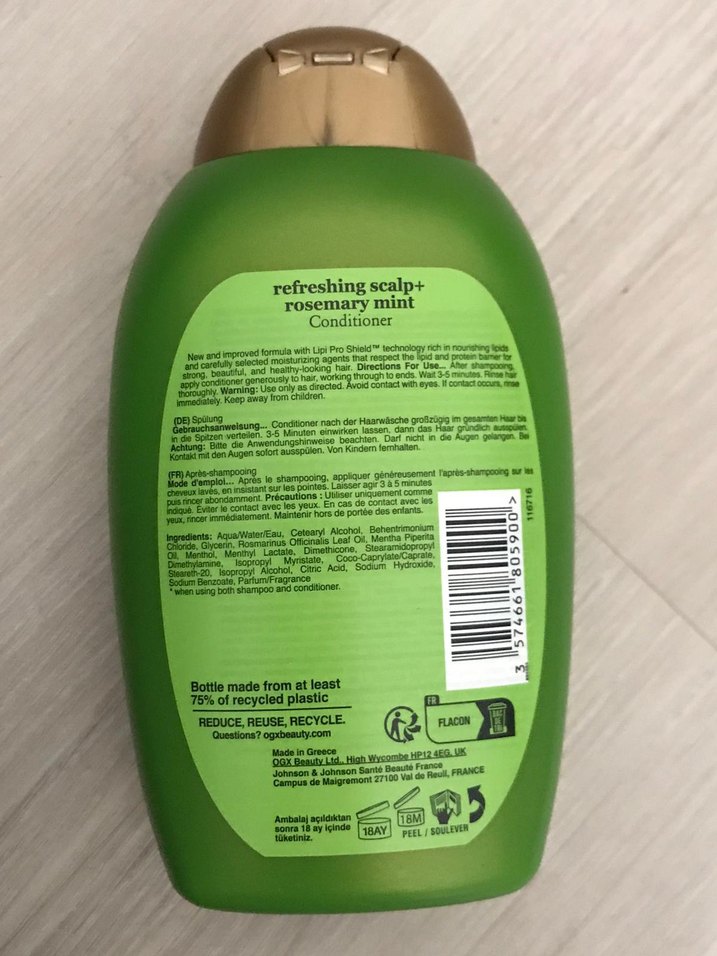 refreshing scalp+
rosemary mint
Conditioner
New and improved formula with Lipi Pro Shield™ technology rich in nourishing lipids
and carefully selected moisturizing agents that respect the lipid and protein barrier for
strong, beautiful, and healthy-looking hair. Directions For Use... After shampooing,
apply conditioner generously to hair, working through to ends. Wait 3-5 minutes. Rinse hair
thoroughly. Warning: Use only as directed. Avoid contact with eyes. If contact occurs, rinse
immediately. Keep away from children.
(DE) Spülung
Gebrauchsanweisung... Conditioner nach der Haarwäsche großzügig im gesamten Haar bis
in die Spitzen verteilen. 3-5 Minuten einwirken lassen, dann das Haar gründlich ausspülen.
Achtung: Bitte die Anwendungshinweise beachten. Darf nicht in die Augen gelangen. Bei
Kontakt mit den Augen sofort ausspülen. Von Kindern fernhalten.
(FR) Après-shampooing
Mode d'emploi... Après le shampooing, appliquer généreusement l'après-shampooing sur les
cheveux lavés, en insistant sur les pointes. Laisser agir 3 à 5 minutes
puis rincer abondamment. Précautions : Utiliser uniquement comme
indiqué. Éviter le contact avec les yeux. En cas de contact avec les
yeux, rincer immédiatement. Maintenir hors de portée des enfants.
Ingredients: Aqua/Water/Eau, Cetearyl Alcohol, Behentrimonium
Chloride, Glycerin, Rosmarinus Officinalis Leaf Oil, Mentha Piperita
Oil, Menthol, Menthyl Lactate, Dimethicone, Stearamidopropyl
Dimethylamine, Isopropyl Myristate, Coco-Caprylate/Caprate,
Steareth-20, Isopropyl Alcohol, Citric Acid, Sodium Hydroxide,
Sodium Benzoate, Parfum/Fragrance
* when using both shampoo and conditioner.
116716
3 574661 805900 >
Bottle made from at least
75% of recycled plastic
REDUCE, REUSE, RECYCLE.
Questions? ogxbeauty.com
FR
FLACON
BAC
DE
TRI
Made in Greece
OGX Beauty Ltd., High Wycombe HP12 4EG, UK
Johnson & Johnson Santé Beauté France
Campus de Maigremont 27100 Val de Reuil, FRANCE
Ambalaj açıldıktan
sonra 18 ay içinde
tüketiniz.
18AY
18M
PEEL / SOULEVER